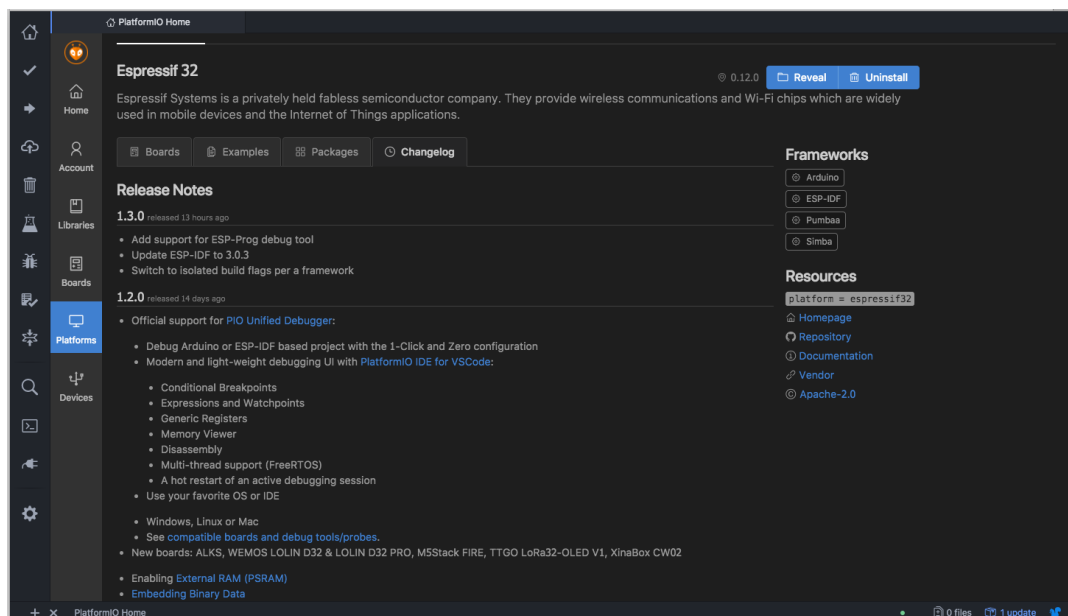 PlatformIO Home
Home
Account
Libraries
Boards
Platforms
Devices
Espressif 32
0.12.0
Reveal
Uninstall
Espressif Systems is a privately held fabless semiconductor company. They provide wireless communications and Wi-Fi chips which are widely
used in mobile devices and the Internet of Things applications.
Boards
Examples
Packages
Changelog
Release Notes
1.3.0 released 13 hours ago
Add support for ESP-Prog debug tool
Update ESP-IDF to 3.0.3
Switch to isolated build flags per a framework
1.2.0 released 14 days ago
Official support for PIO Unified Debugger:
Debug Arduino or ESP-IDF based project with the 1-Click and Zero configuration
Modern and light-weight debugging UI with PlatformIO IDE for VSCode:
Conditional Breakpoints
Expressions and Watchpoints
Generic Registers
Memory Viewer
Disassembly
Multi-thread support (FreeRTOS)
A hot restart of an active debugging session
Use your favorite OS or IDE
Windows, Linux or Mac
See compatible boards and debug tools/probes.
New boards: ALKS, WEMOS LOLIN D32 & LOLIN D32 PRO, M5Stack FIRE, TTGO LoRa32-OLED V1, XinaBox CW02
Enabling External RAM (PSRAM)
Embedding Binary Data
Frameworks
Arduino
ESP-IDF
Pumbaa
Simba
Resources
platform = espressif32
Homepage
Repository
Documentation
Vendor
Apache-2.0
PlatformIO Home
0 files
1 update